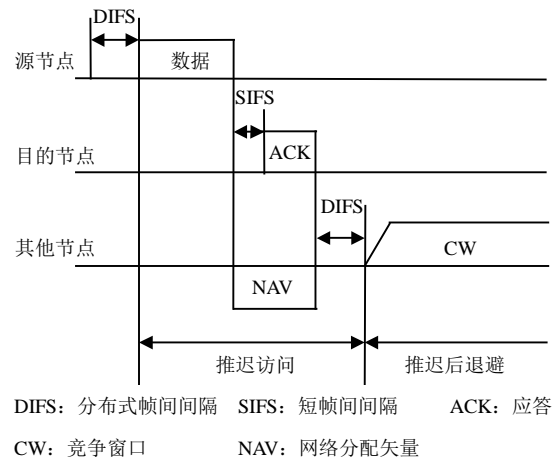 DIFS
源节点
数据
SIFS
目的节点
ACK
DIFS
其他节点
CW
NAV
推迟访问
推迟后退避
DIFS：分布式帧间间隔 SIFS：短帧间间隔 ACK：应答
CW：竞争窗口 NAV：网络分配矢量